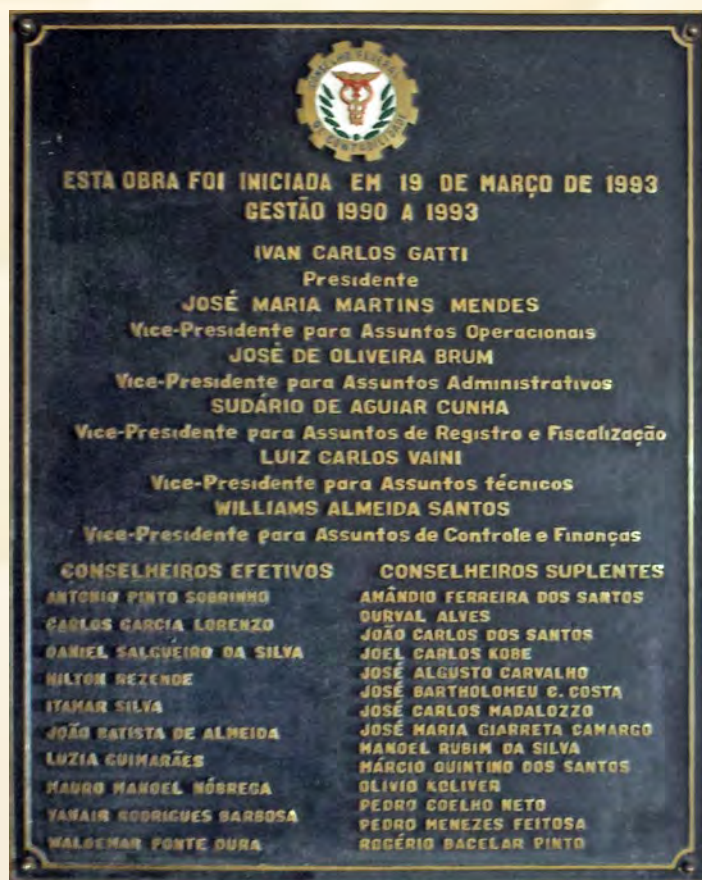 CONSELHO FEDERAL
DE CONTABILIDADE
ESTA OBRA FOI INICIADA EM 19 DE MARÇO DE 1993
GESTÃO 1990 A 1993
IVAN CARLOS GATTI
Presidente
JOSÉ MARIA MARTINS MENDES
Vice-Presidente para Assuntos Operacionais
JOSÉ DE OLIVEIRA BRUM
Vice-Presidente para Assuntos Administrativos
SUDÁRIO DE AGUIAR CUNHA
Vice-Presidente para Assuntos de Registro e Fiscalização
LUIZ CARLOS VAINI
Vice-Presidente para Assuntos técnicos
WILLIAMS ALMEIDA SANTOS
Vice-Presidente para Assuntos de Controle e Finanças
CONSELHEIROS EFETIVOS
ANTONIO PINTO SOBRINHO
CARLOS GARCIA LORENZO
DANIEL SALGUEIRO DA SILVA
HILTON REZENDE
ITAMAR SILVA
JOÃO BATISTA DE ALMEIDA
LUZIA GUIMARÃES
MAURO MANOEL NÓBREGA
VANAIR RODRIGUES BARBOSA
WALDEMAR PONTE DURA
CONSELHEIROS SUPLENTES
AMÂNDIO FERREIRA DOS SANTOS
DURVAL ALVES
JOÃO CARLOS DOS SANTOS
JOEL CARLOS KOBE
JOSÉ ALGUSTO CARVALHO
JOSÉ BARTHOLOMEU C. COSTA
JOSÉ CARLOS MADALOZZO
JOSÉ MARIA GIARRETA CAMARGO
MANOEL RUBIM DA SILVA
MÁRCIO QUINTINO DOS SANTOS
OLIVIO KOLIVER
PEDRO COELHO NETO
PEDRO MENEZES FEITOSA
ROGÉRIO BACELAR PINTO